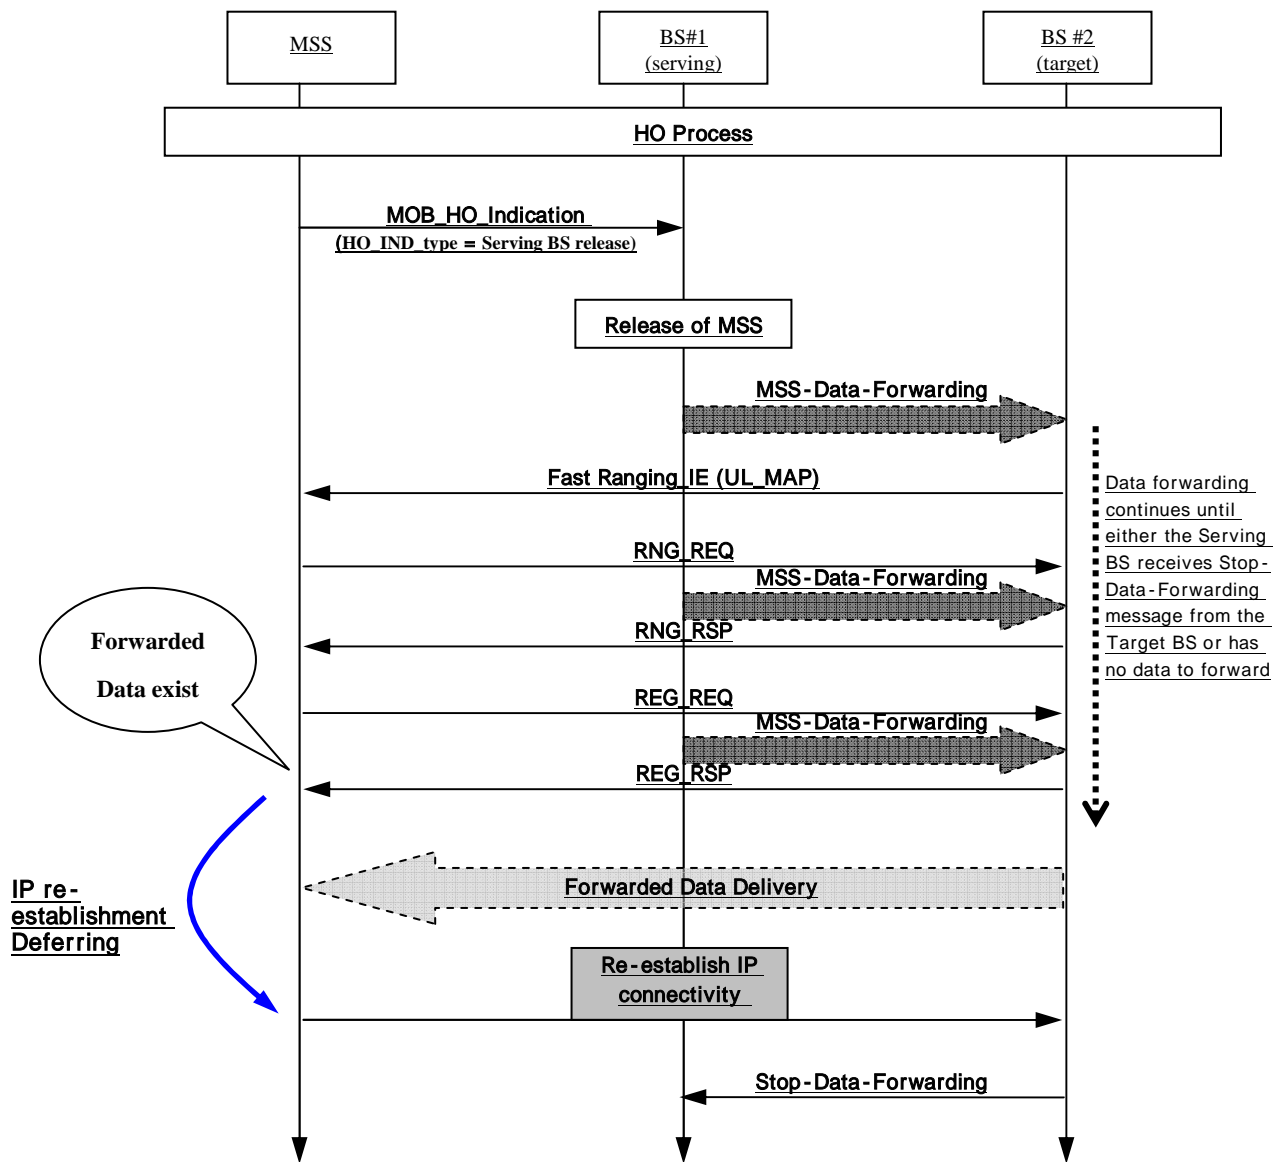 MSS
BS#1
(serving)
BS #2
(target)
HO Process
MOB_HO_Indication
(HO_IND_type = Serving BS release)
Release of MSS
MSS-Data-Forwarding
Fast Ranging_IE (UL_MAP)
Data forwarding
continues until
either the Serving
BS receives Stop-
Data-Forwarding
message from the
Target BS or has
no data to forward
RNG_REQ
MSS-Data-Forwarding
RNG_RSP
Forwarded
Data exist
REG_REQ
MSS-Data-Forwarding
REG_RSP
Forwarded Data Delivery
IP re-
establishment
Deferring
Re-establish IP
connectivity
Stop-Data-Forwarding